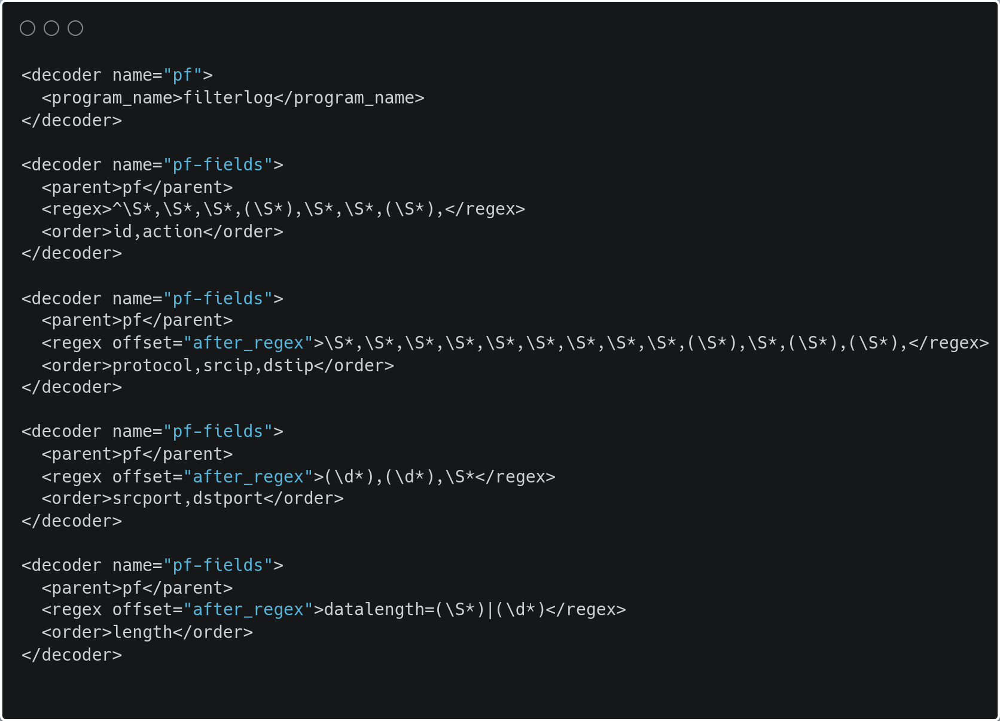 <decoder name="pf">
  <program_name>filterlog</program_name>
</decoder>

<decoder name="pf-fields">
  <parent>pf</parent>
  <regex>^\S*,\S*,\S*,(\S*),\S*,\S*,(\S*),</regex>
  <order>id,action</order>
</decoder>

<decoder name="pf-fields">
  <parent>pf</parent>
  <regex offset="after_regex">\S*,\S*,\S*,\S*,\S*,\S*,\S*,\S*,\S*,(\S*),\S*,(\S*),(\S*),</regex>
  <order>protocol,srcip,dstip</order>
</decoder>

<decoder name="pf-fields">
  <parent>pf</parent>
  <regex offset="after_regex">(\d*),(\d*),\S*</regex>
  <order>srcport,dstport</order>
</decoder>

<decoder name="pf-fields">
  <parent>pf</parent>
  <regex offset="after_regex">datalength=(\S*)|(\d*)</regex>
  <order>length</order>
</decoder>